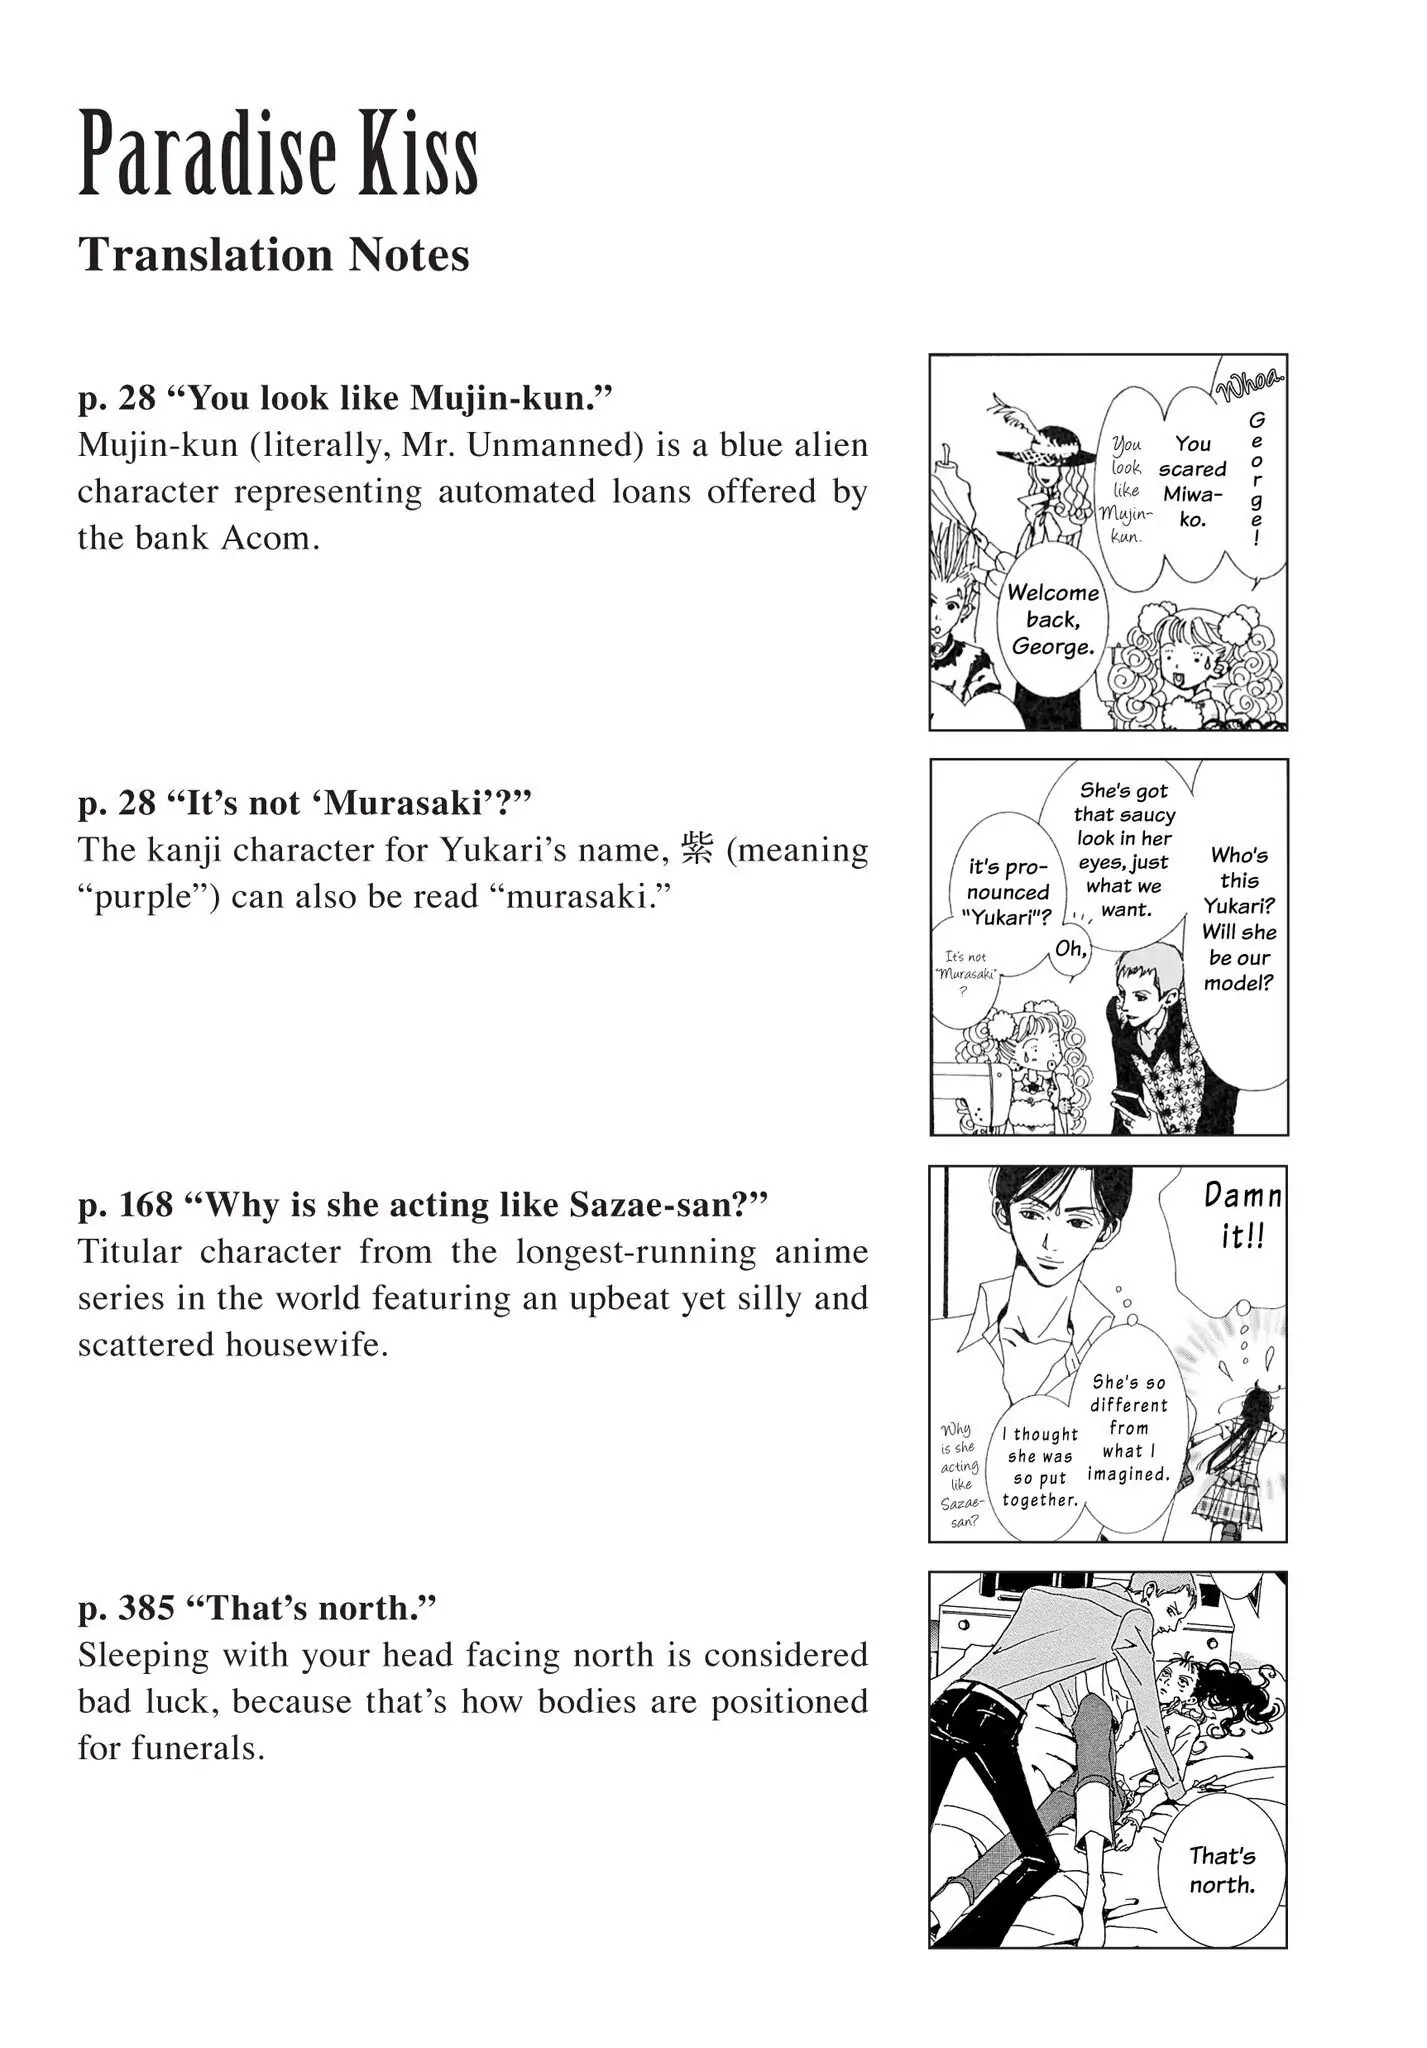 Paradise Kiss
Translation Notes
p. 28 “You look like Mujin-kun.”
Mujin-kun (literally, Mr. Unmanned) is a blue alien
character representing automated loans offered by
the bank Acom.
Whoa.
George!
You
scared
Miwa-
ko.
You
look
like
Mujin-
kun.
Welcome
back,
George.
p. 28 “It’s not ‘Murasaki’?”
The kanji character for Yukari’s name, 紫 (meaning
“purple”) can also be read “murasaki.”
Who's
this
Yukari?
Will she
be our
model?
She's got
that saucy
look in her
eyes, just
what we
want.
Oh,
it's pro-
nounced
"Yukari"?
It's not
"Murasaki"
?
p. 168 “Why is she acting like Sazae-san?”
Titular character from the longest-running anime
series in the world featuring an upbeat yet silly and
scattered housewife.
Damn
it!!
She's so
different
from
what I
imagined.
I thought
she was
so put
together.
Why
is she
acting
like
Sazae-
san?
p. 385 “That’s north.”
Sleeping with your head facing north is considered
bad luck, because that’s how bodies are positioned
for funerals.
That's
north.